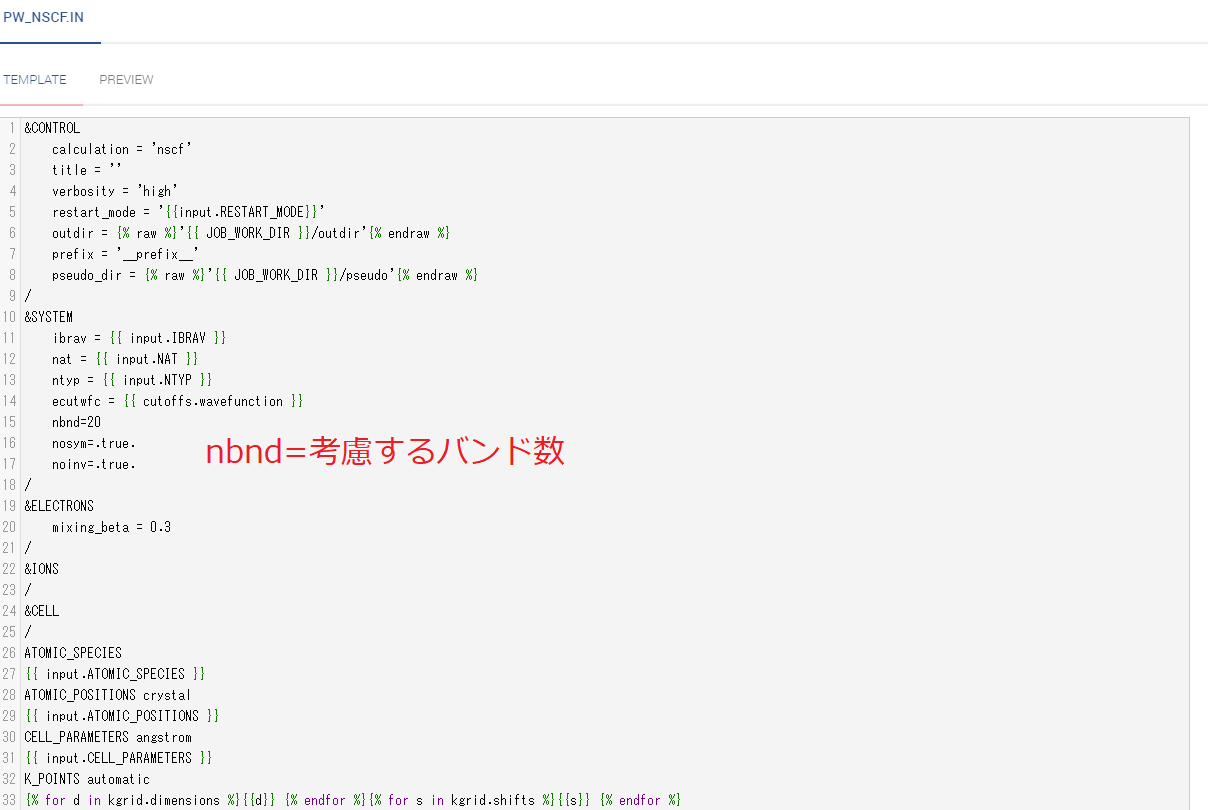 PW_NSCF.IN
TEMPLATE PREVIEW
1 &CONTROL
2     calculation = 'nscf'
3     title = ''
4     verbosity = 'high'
5     restart_mode = '{{input.RESTART_MODE}}'
6     outdir = {% raw %}'{{ JOB_WORK_DIR }}/outdir'{% endraw %}
7     prefix = '__prefix__'
8     pseudo_dir = {% raw %}'{{ JOB_WORK_DIR }}/pseudo'{% endraw %}
9 /
10 &SYSTEM
11     ibrav = {{ input.IBRAV }}
12     nat = {{ input.NAT }}
13     ntyp = {{ input.NTYP }}
14     ecutwfc = {{ cutoffs.wavefunction }}
15     nbnd=20
16     nosym=.true.
nbnd=考慮するバンド数
17     noinv=.true.
18 /
19 &ELECTRONS
20     mixing_beta = 0.3
21 /
22 &IONS
23 /
24 &CELL
25 /
26 ATOMIC_SPECIES
27 {{ input.ATOMIC_SPECIES }}
28 ATOMIC_POSITIONS crystal
29 {{ input.ATOMIC_POSITIONS }}
30 CELL_PARAMETERS angstrom
31 {{ input.CELL_PARAMETERS }}
32 K_POINTS automatic
33 {% for d in kgrid.dimensions %}{{d}} {% endfor %}{% for s in kgrid.shifts %}{{s}} {% endfor %}